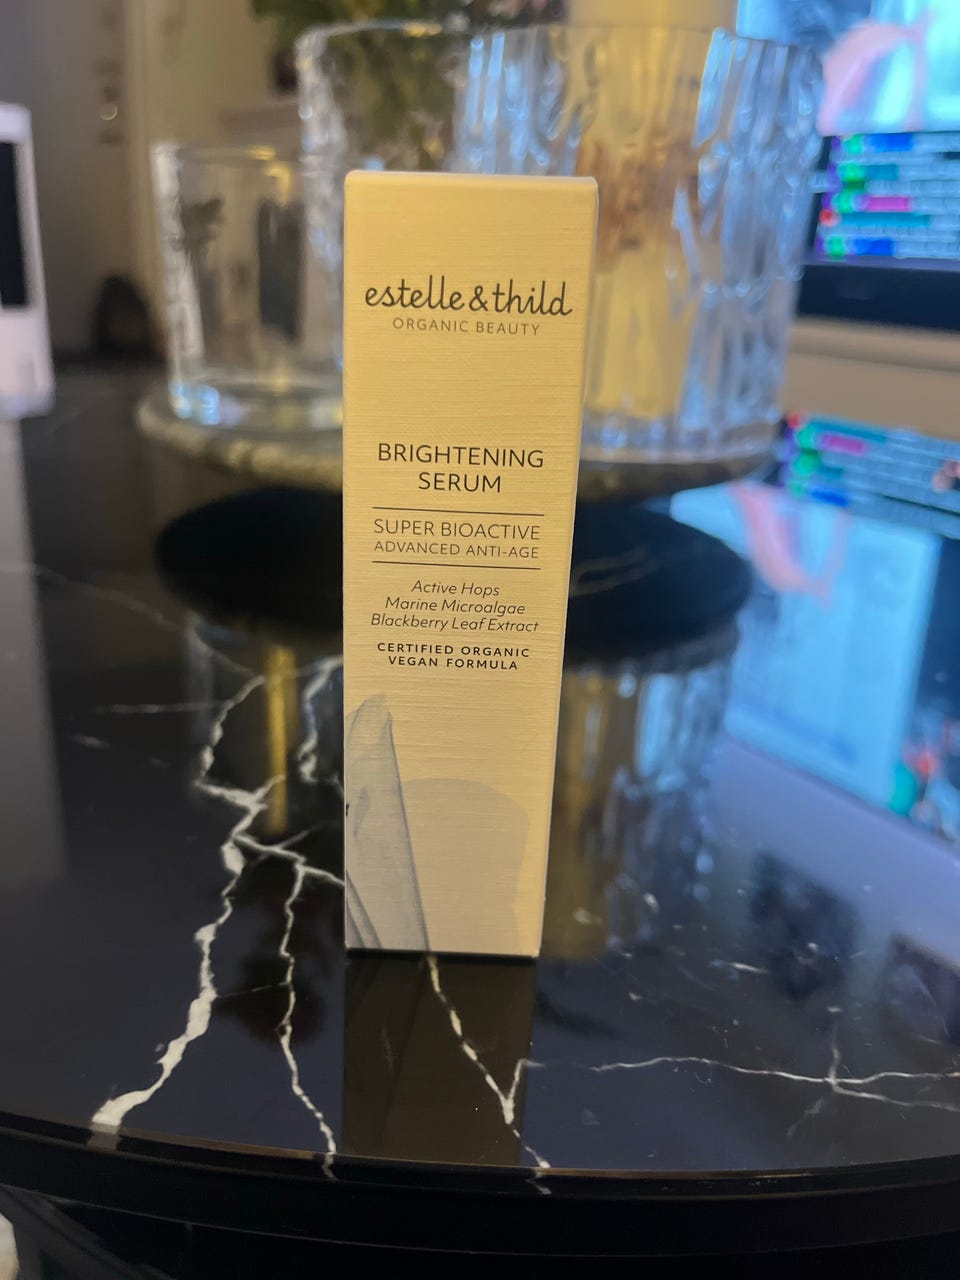 estelle & thild
ORGANIC BEAUTY
BRIGHTENING
SERUM
SUPER BIOACTIVE
ADVANCED ANTI-AGE
Active Hops
Marine Microalgae
Blackberry Leaf Extract
CERTIFIED ORGANIC
VEGAN FORMULA